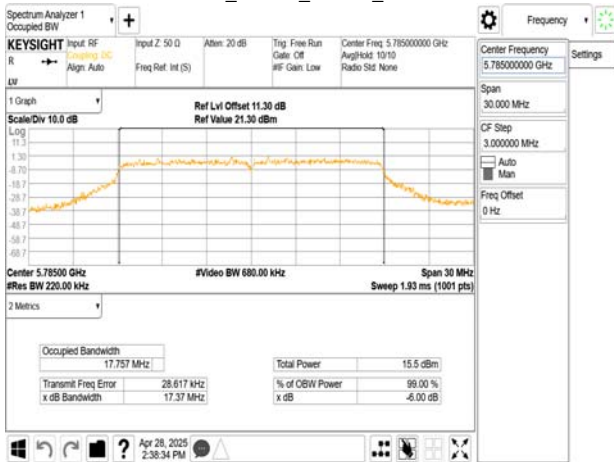 Spectrum Analyzer 1
Occupied BW
Frequency
KEYSIGHT
R
Input: RF
Coupling: DC
Align: Auto
Input Z: 50 Ω
Freq Ref: Int (S)
Atten: 20 dB
Trig: Free Run
Gate: Off
#IF Gain: Low
Center Freq: 5.785000000 GHz
Avg|Hold: 10/10
Radio Std: None
Center Frequency
5.785000000 GHz
Settings
Span
30.000 MHz
CF Step
3.000000 MHz
Auto
Man
Freq Offset
0 Hz
1 Graph
Scale/Div 10.0 dB
Ref Lvl Offset 11.30 dB
Ref Value 21.30 dBm
Log
11.3
1.30
-8.70
-18.7
-28.7
-38.7
-48.7
-58.7
-68.7
Center 5.78500 GHz
#Video BW 680.00 kHz
Span 30 MHz
#Res BW 220.00 kHz
Sweep 1.93 ms (1001 pts)
2 Metrics
Occupied Bandwidth
17.757 MHz
Total Power
15.5 dBm
Transmit Freq Error
28.617 kHz
% of OBW Power
99.00 %
x dB Bandwidth
17.37 MHz
x dB
-6.00 dB
Apr 28, 2025
2:38:34 PM